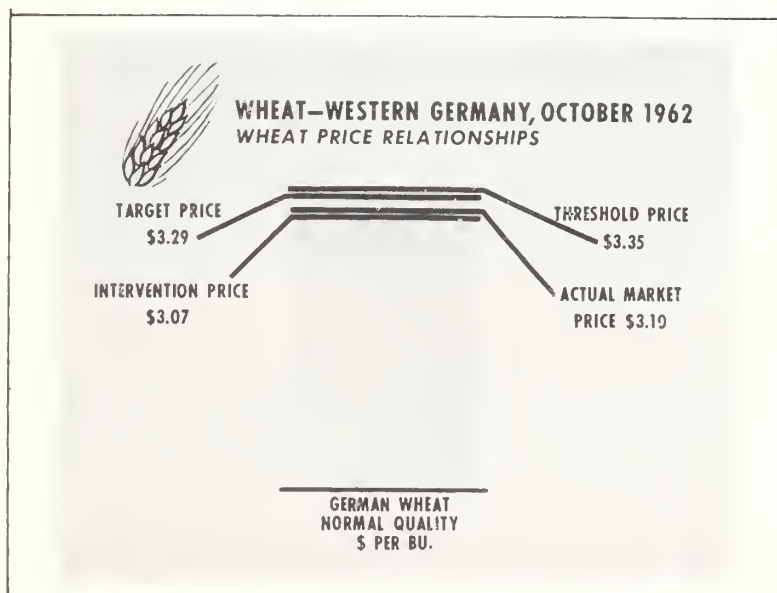 WHEAT–WESTERN GERMANY, OCTOBER 1962
WHEAT PRICE RELATIONSHIPS
TARGET PRICE
$3.29
THRESHOLD PRICE
$3.35
INTERVENTION PRICE
$3.07
ACTUAL MARKET
PRICE $3.10
GERMAN WHEAT
NORMAL QUALITY
$ PER BU.